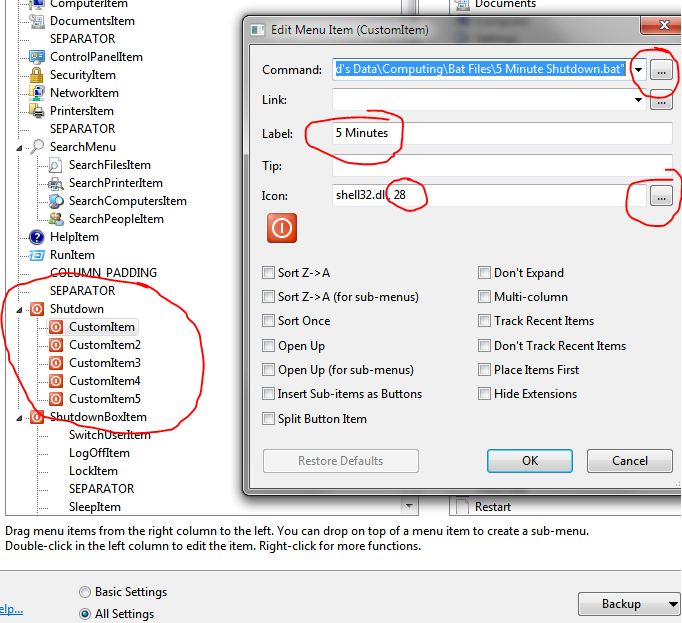 ComputerItem
DocumentsItem
SEPARATOR
ControlPanelItem
SecurityItem
NetworkItem
PrintersItem
SEPARATOR
SearchMenu
SearchFilesItem
SearchPrinterItem
SearchComputersItem
SearchPeopleItem
HelpItem
RunItem
COLUMN_PADDING
SEPARATOR
Shutdown
CustomItem
CustomItem2
CustomItem3
CustomItem4
CustomItem5
ShutdownBoxItem
SwitchUserItem
LogOffItem
LockItem
SEPARATOR
SleepItem
Documents
Edit Menu Item (CustomItem)
Command: d's Data\Computing\Bat Files\5 Minute Shutdown.bat" ...
Link: ...
Label: 5 Minutes
Tip:
Icon: shell32.dll, 28 ...
Sort Z->A
Sort Z->A (for sub-menus)
Sort Once
Open Up
Open Up (for sub-menus)
Insert Sub-items as Buttons
Split Button Item
Don't Expand
Multi-column
Track Recent Items
Don't Track Recent Items
Place Items First
Hide Extensions
Restore Defaults
OK
Cancel
Restart
Drag menu items from the right column to the left. You can drop on top of a menu item to create a sub-menu.
Double-click in the left column to edit the item. Right-click for more functions.
elp...
Basic Settings
All Settings
Backup